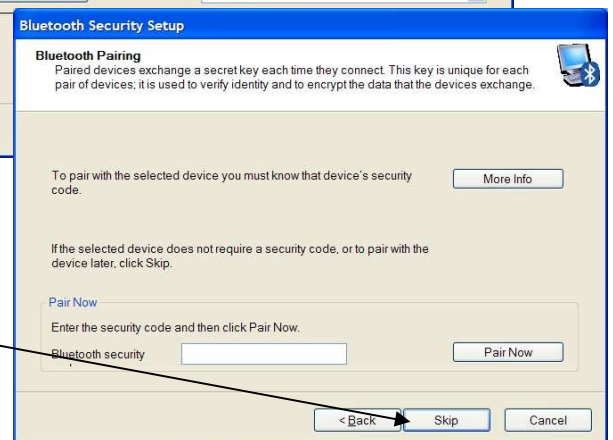 Bluetooth Security Setup
Bluetooth Pairing
Paired devices exchange a secret key each time they connect. This key is unique for each
pair of devices; it is used to verify identity and to encrypt the data that the devices exchange.
To pair with the selected device you must know that device's security
code.
More Info
If the selected device does not require a security code, or to pair with the
device later, click Skip.
Pair Now
Enter the security code and then click Pair Now.
Bluetooth security
Pair Now
< Back
Skip
Cancel